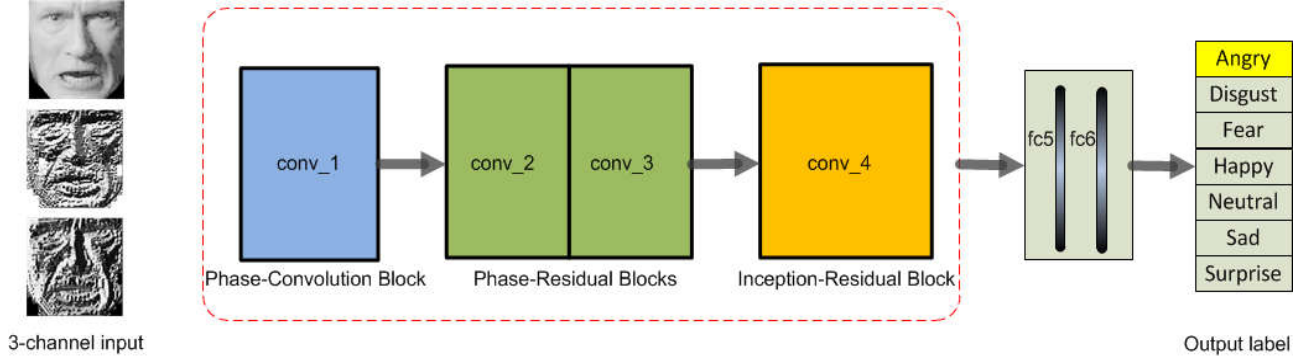 conv_1
conv_2
conv_3
conv_4
Phase-Convolution Block
Phase-Residual Blocks
Inception-Residual Block
fc5
fc6
Angry
Disgust
Fear
Happy
Neutral
Sad
Surprise
3-channel input
Output label